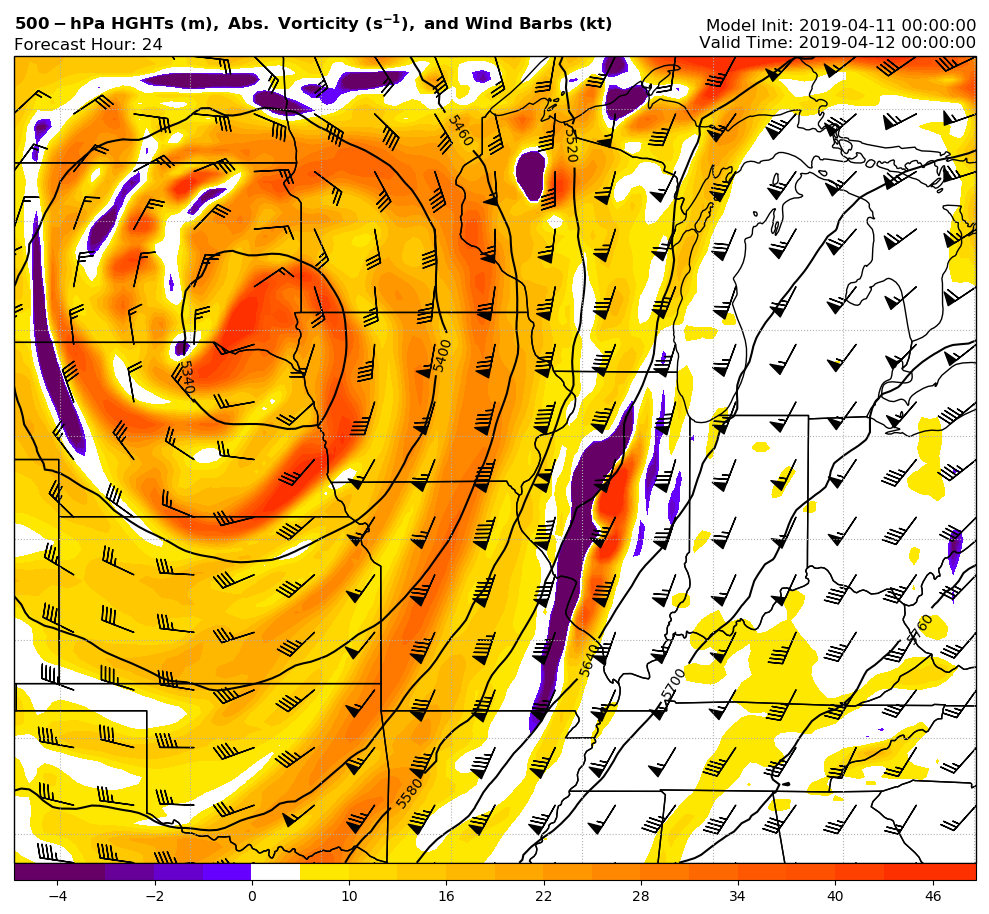 500-hPa HGHTs (m), Abs. Vorticity (s⁻¹), and Wind Barbs (kt)
Model Init: 2019-04-11 00:00:00
Forecast Hour: 24
Valid Time: 2019-04-12 00:00:00
5460
5520
5400
5340
5760
5640
5700
5580
−4 −2 0 10 16 22 28 34 40 46